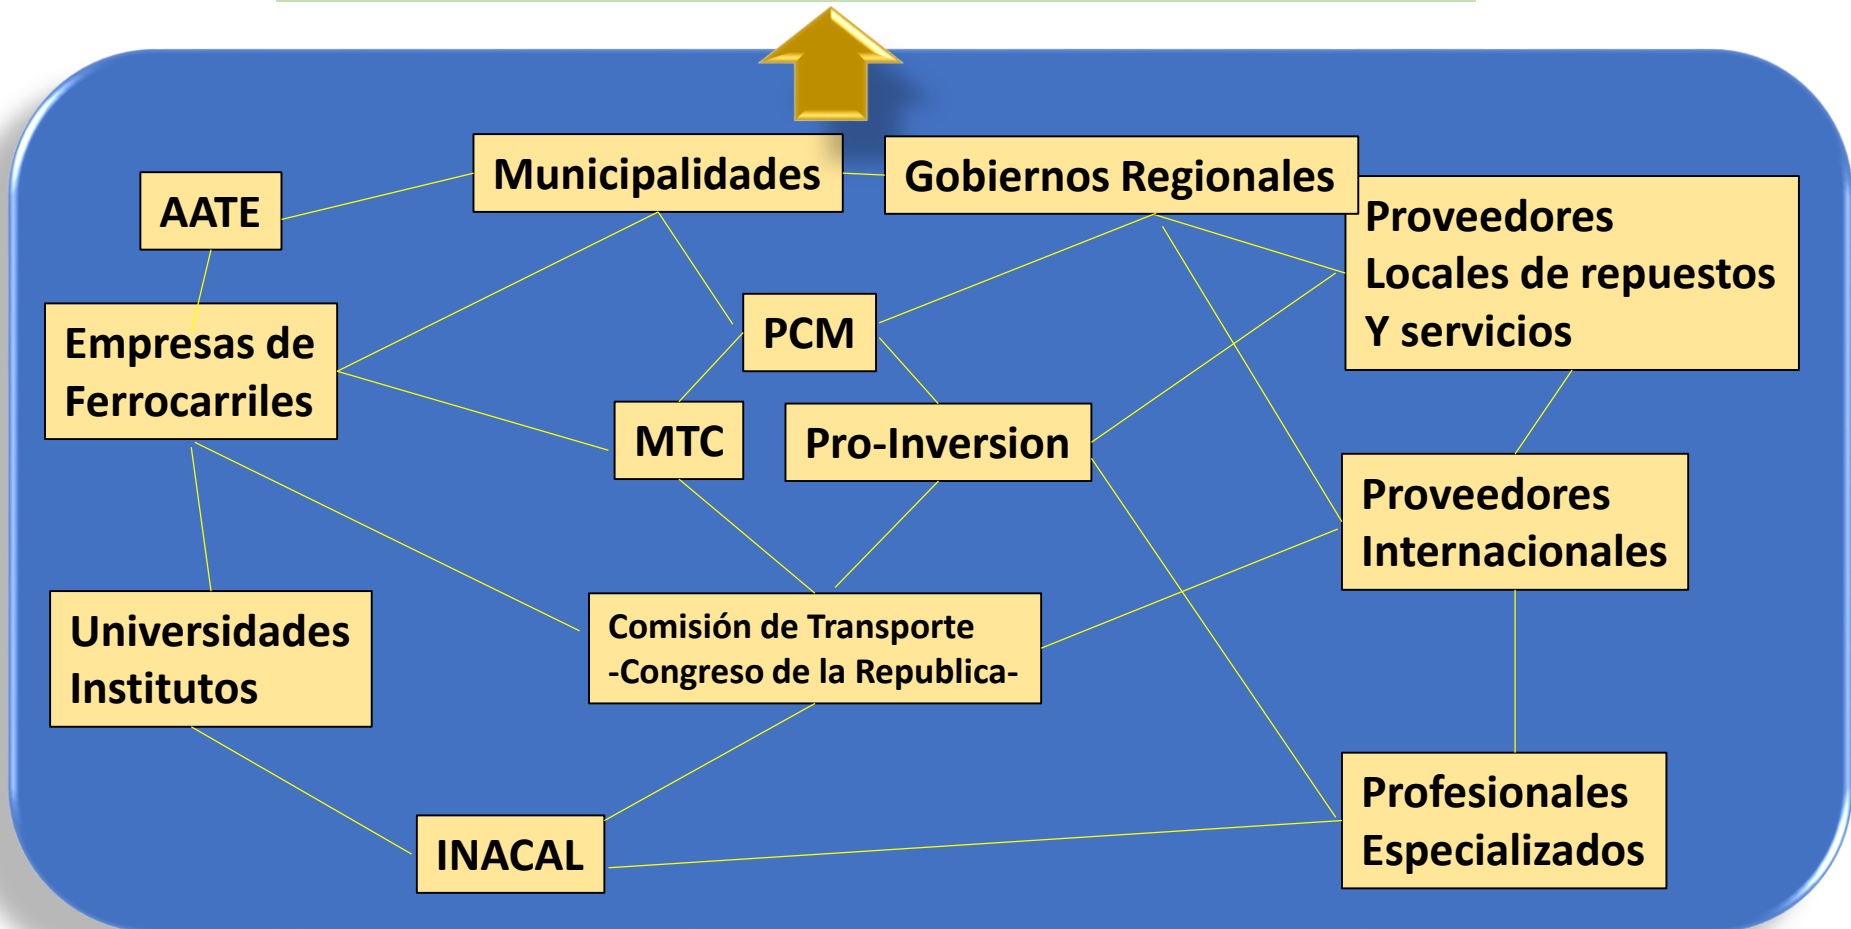 Municipalidades
Gobiernos Regionales
AATE
Proveedores
Locales de repuestos
Y servicios
Empresas de
Ferrocarriles
PCM
MTC
Pro-Inversion
Proveedores
Internacionales
Universidades
Institutos
Comisión de Transporte
-Congreso de la Republica-
Profesionales
Especializados
INACAL